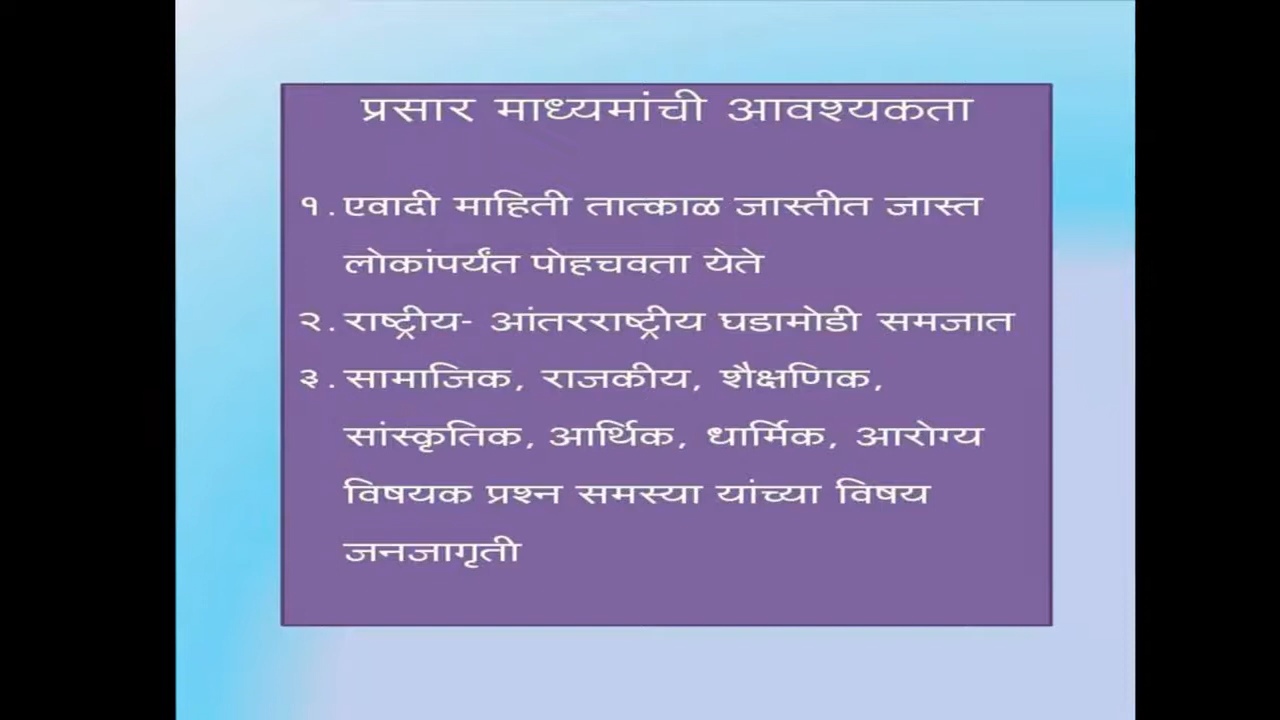 प्रसार माध्यमांची आवश्यकता
१. एवादी माहिती तात्काळ जास्तीत जास्त
लोकांपर्यंत पोहचवता येते
२. राष्ट्रीय- आंतरराष्ट्रीय घडामोडी समजात
३. सामाजिक, राजकीय, शैक्षणिक,
सांस्कृतिक, आर्थिक, धार्मिक, आरोग्य
विषयक प्रश्न समस्या यांच्या विषय
जनजागृती